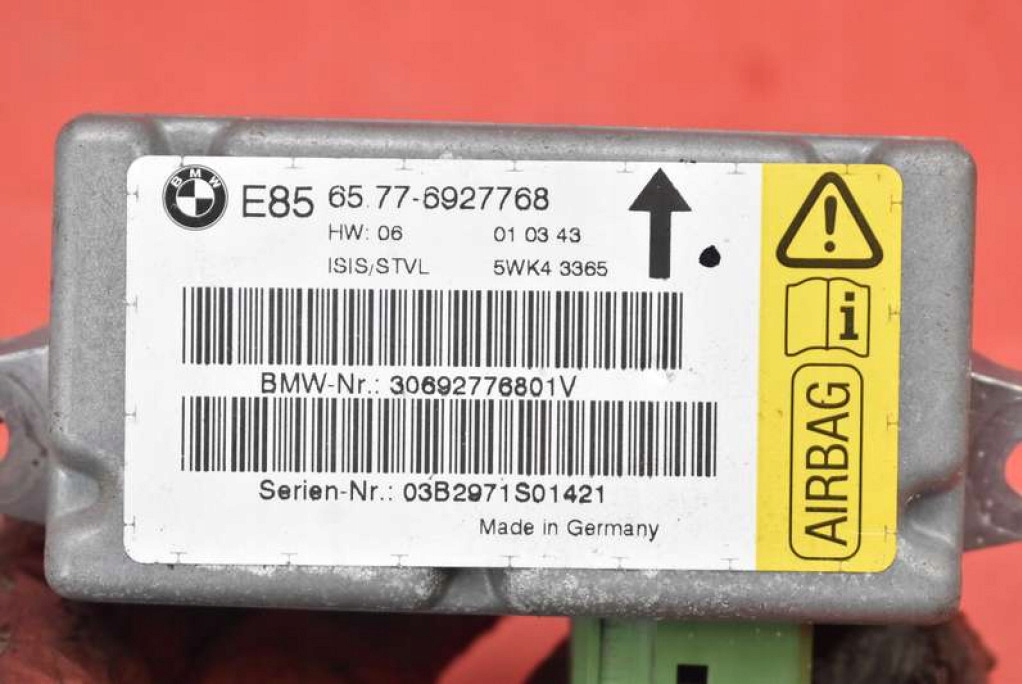 BMW
E85 65.77-6927768
HW: 06 01 03 43
ISIS/STVL 5WK4 3365
BMW-Nr.: 30692776801V
Serien-Nr.: 03B2971S01421
Made in Germany
!
i
AIRBAG